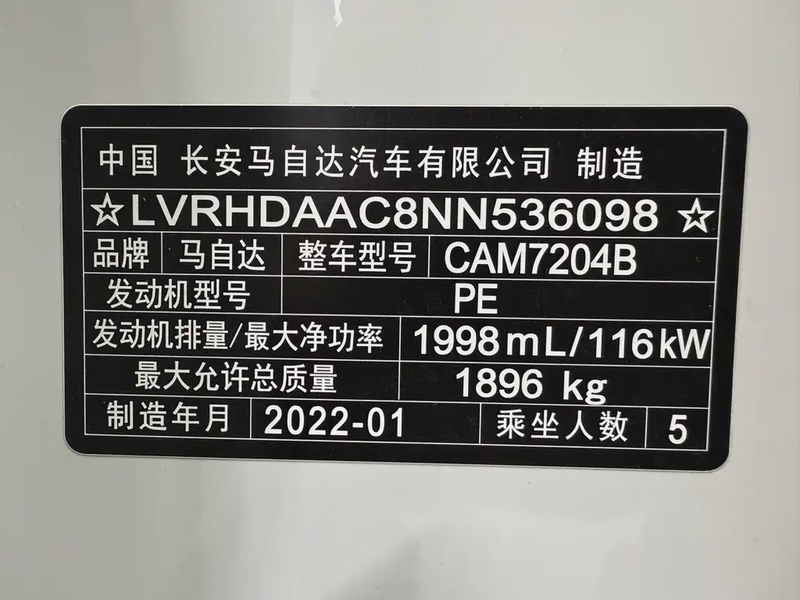 中国 长安马自达汽车有限公司 制造
☆LVRHDAAC8NN536098☆
品牌 马自达 整车型号 CAM7204B
发动机型号 PE
发动机排量/最大净功率 1998mL/116kW
最大允许总质量 1896 kg
制造年月 2022-01 乘坐人数 5